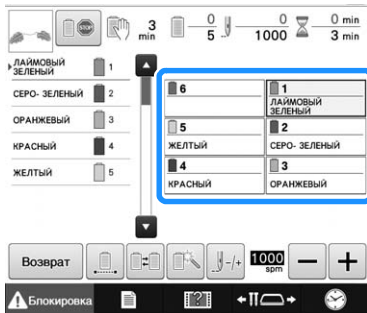 3 min
0
5
0
1000
0 min
3 min
ЛАЙМОВЫЙ
ЗЕЛЕНЫЙ
1
СЕРО- ЗЕЛЕНЫЙ 2
ОРАНЖЕВЫЙ 3
КРАСНЫЙ 4
ЖЕЛТЫЙ 5
6
1
ЛАЙМОВЫЙ
ЗЕЛЕНЫЙ
5
ЖЕЛТЫЙ
2
СЕРО- ЗЕЛЕНЫЙ
4
КРАСНЫЙ
3
ОРАНЖЕВЫЙ
Возврат
-/+
1000
spm
− +
Блокировка